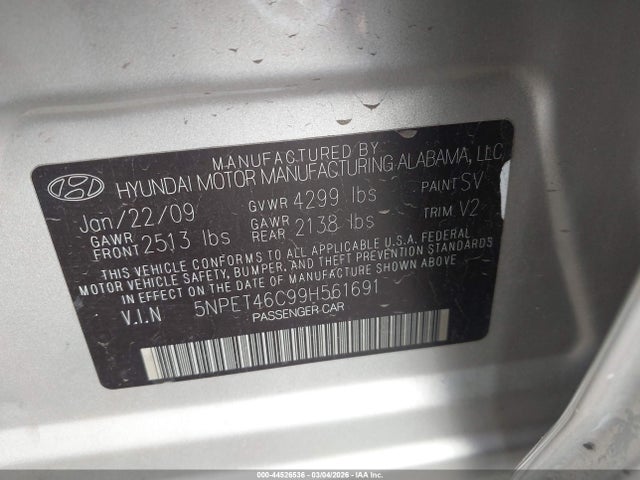 MANUFACTURED BY
HYUNDAI MOTOR MANUFACTURING ALABAMA, LLC
Jan/22/09 GVWR 4299 lbs PAINT SV
GAWR FRONT 2513 lbs GAWR REAR 2138 lbs TRIM V2
THIS VEHICLE CONFORMS TO ALL APPLICABLE U.S.A. FEDERAL
MOTOR VEHICLE SAFETY, BUMPER, AND THEFT PREVENTION STANDARDS
IN EFFECT ON THE DATE OF MANUFACTURE SHOWN ABOVE.
V.I.N 5NPET46C99H561691
PASSENGER CAR
000-44526536 - 03/04/2026 - IAAI